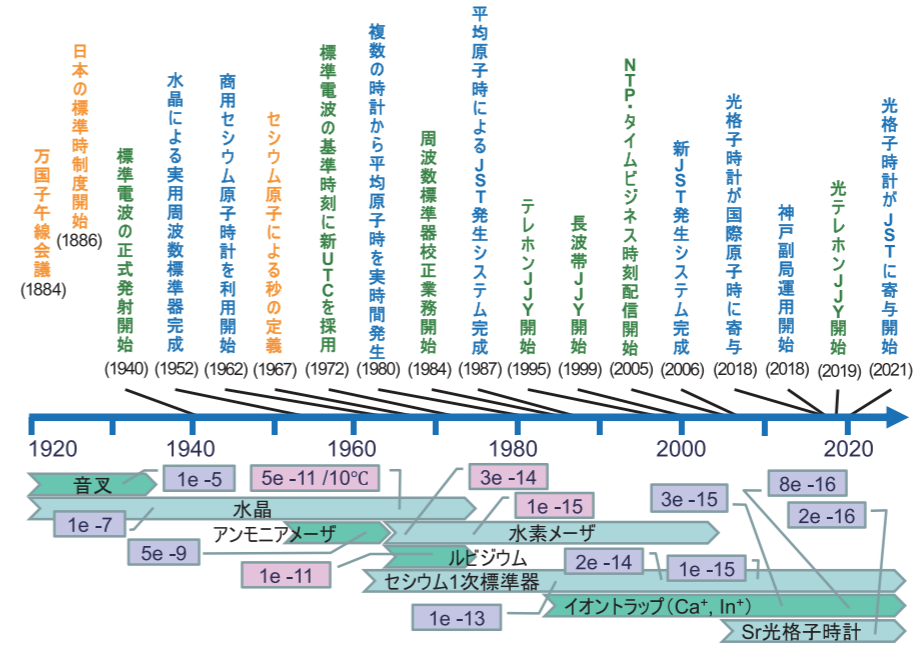 万国子午線会議
(1884)
日本の標準時制度開始
(1886)
標準電波の正式発射開始
(1940)
水晶による実用周波数標準器完成
(1952)
商用セシウム原子時計を利用開始
(1962)
セシウム原子による秒の定義
(1967)
標準電波の基準時刻に新UTCを採用
(1972)
複数の時計から平均原子時を実時間発生
(1980)
周波数標準器校正業務開始
(1984)
平均原子時によるJST発生システム完成
(1987)
テレホンJJY開始
(1995)
長波帯JJY開始
(1999)
NTP・タイムビジネス時刻配信開始
(2005)
新JST発生システム完成
(2006)
光格子時計が国際原子時に寄与
(2018)
神戸副局運用開始
(2018)
光テレホンJJY開始
(2019)
光格子時計がJSTに寄与開始
(2021)
1920 1940 1960 1980 2000 2020
音叉
1e -5
5e -11 /10℃
3e -14
8e -16
水晶
1e -7
1e -15
3e -15
2e -16
アンモニアメーザ
水素メーザ
5e -9
ルビジウム
1e -11
2e -14
1e -15
セシウム1次標準器
1e -13
イオントラップ(Ca⁺, In⁺)
Sr光格子時計